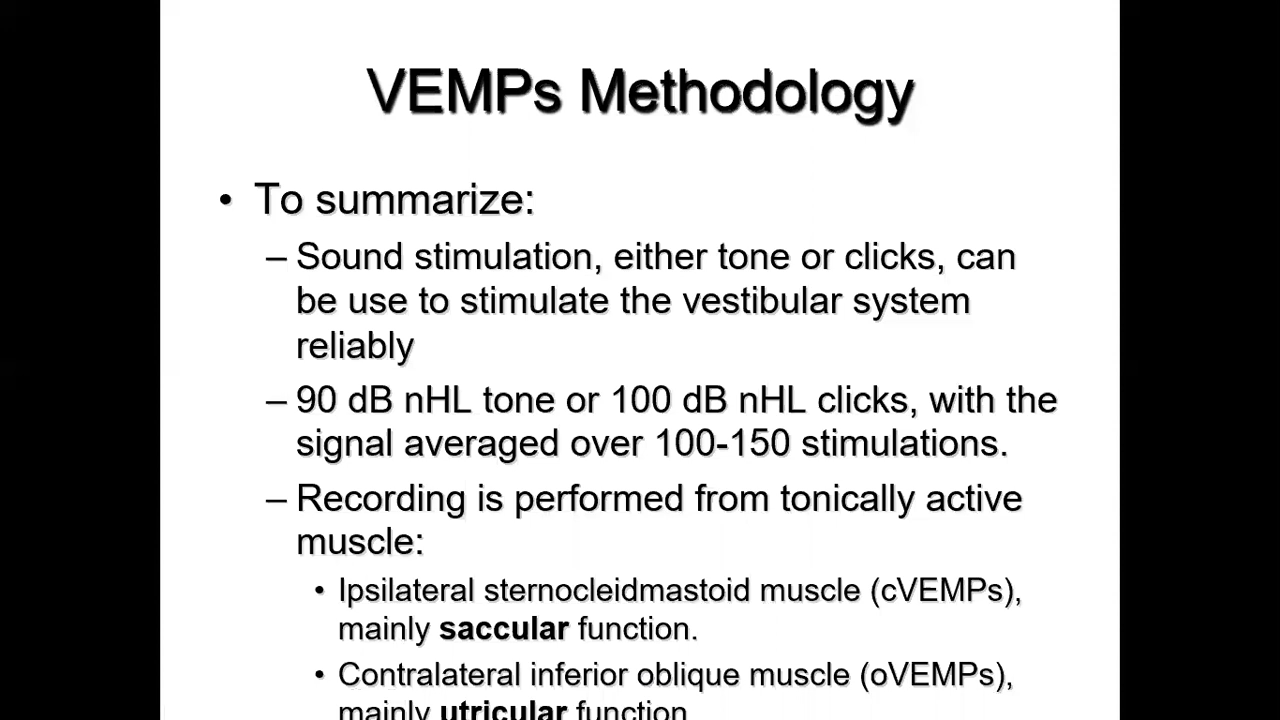 VEMPs Methodology
• To summarize:
– Sound stimulation, either tone or clicks, can
be use to stimulate the vestibular system
reliably
– 90 dB nHL tone or 100 dB nHL clicks, with the
signal averaged over 100-150 stimulations.
– Recording is performed from tonically active
muscle:
• Ipsilateral sternocleidmastoid muscle (cVEMPs),
mainly saccular function.
• Contralateral inferior oblique muscle (oVEMPs),
mainly utricular function